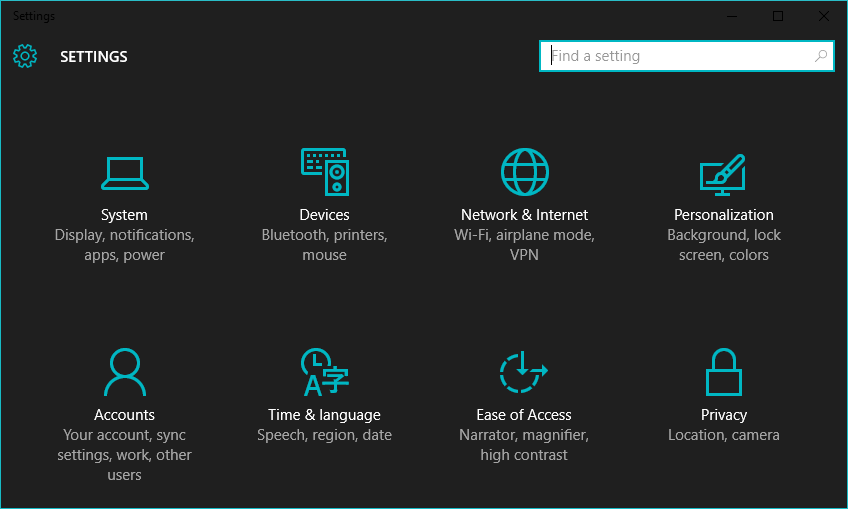 Settings
SETTINGS
Find a setting
System
Display, notifications,
apps, power
Devices
Bluetooth, printers,
mouse
Network & Internet
Wi-Fi, airplane mode,
VPN
Personalization
Background, lock
screen, colors
Accounts
Your account, sync
settings, work, other
users
A字
Time & language
Speech, region, date
Ease of Access
Narrator, magnifier,
high contrast
Privacy
Location, camera